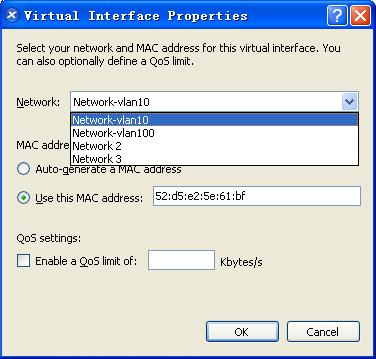 Virtual Interface Properties
Select your network and MAC address for this virtual interface. You
can also optionally define a QoS limit.
Network: Network-vlan10
Network-vlan10
Network-vlan100
Network 2
Network 3
MAC addre
Auto-generate a MAC address
Use this MAC address: 52:d5:e2:5e:61:bf
QoS settings:
Enable a QoS limit of: Kbytes/s
OK Cancel